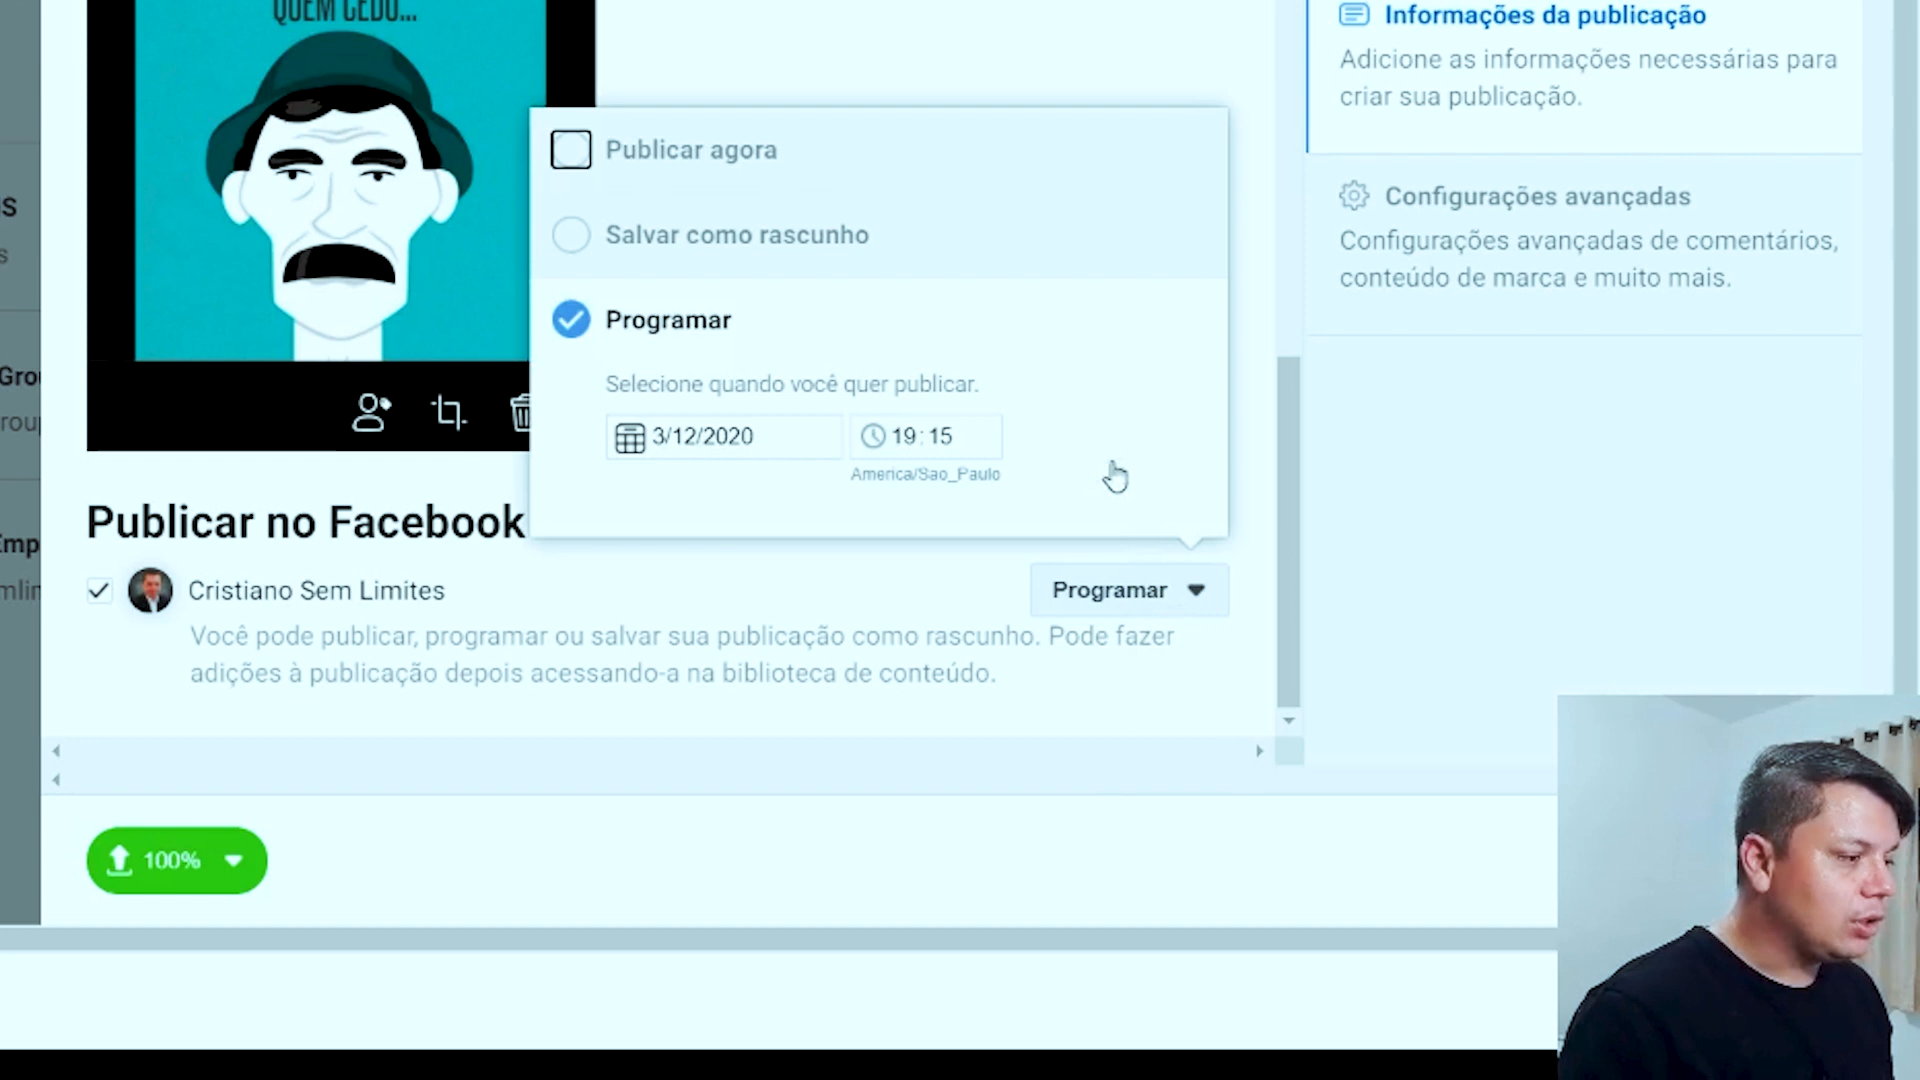 QUEM CEDO...
Publicar agora
Salvar como rascunho
Programar
Selecione quando você quer publicar.
3/12/2020
19:15
America/Sao_Paulo
Publicar no Facebook
Cristiano Sem Limites
Programar
Você pode publicar, programar ou salvar sua publicação como rascunho. Pode fazer
adições à publicação depois acessando-a na biblioteca de conteúdo.
100%
Informações da publicação
Adicione as informações necessárias para
criar sua publicação.
Configurações avançadas
Configurações avançadas de comentários,
conteúdo de marca e muito mais.